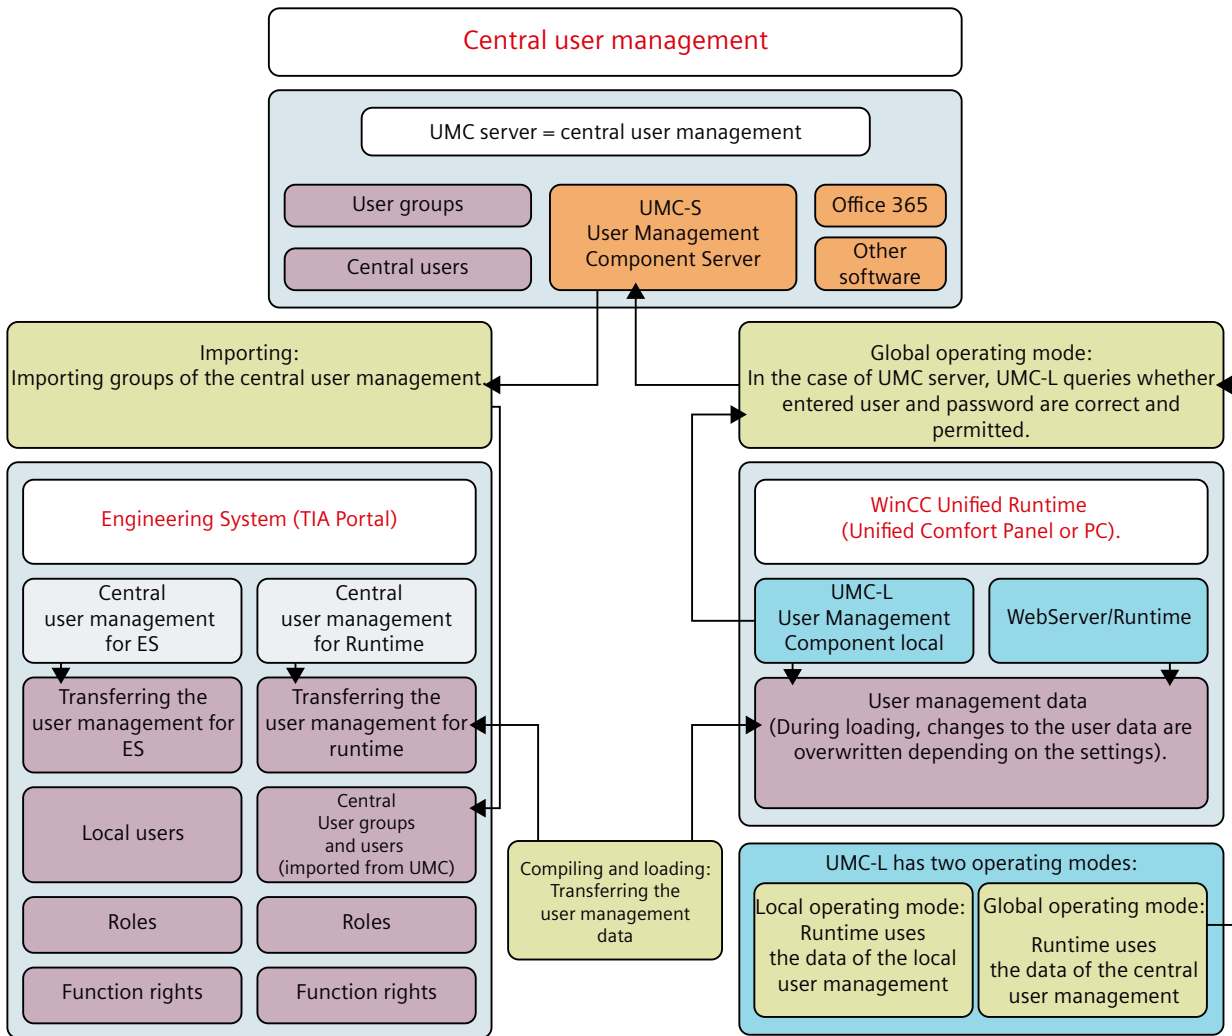 Central user management
UMC server = central user management
User groups
Central users
UMC-S
User Management
Component Server
Office 365
Other
software
Importing:
Importing groups of the central user management
Global operating mode:
In the case of UMC server, UMC-L queries whether
entered user and password are correct and
permitted.
Engineering System (TIA Portal)
Central
user management
for ES
Central
user management
for Runtime
Transferring the
user management for
ES
Transferring the
user management for
runtime
Local users
Central
User groups
and users
(imported from UMC)
Roles
Roles
Function rights
Function rights
Compiling and loading:
Transferring the
user management
data
WinCC Unified Runtime
(Unified Comfort Panel or PC).
UMC-L
User Management
Component local
WebServer/Runtime
User management data
(During loading, changes to the user data are
overwritten depending on the settings).
UMC-L has two operating modes:
Local operating mode:
Runtime uses
the data of the local
user management
Global operating mode:
Runtime uses
the data of the central
user management